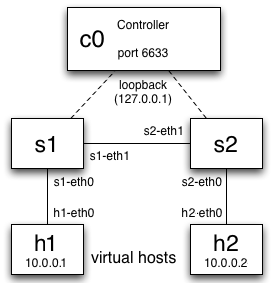 c0
Controller
port 6633
loopback
(127.0.0.1)
s2-eth1
s1
s2
s1-eth1
s1-eth0
s2-eth0
h1-eth0
h2-eth0
h1
10.0.0.1
virtual hosts
h2
10.0.0.2